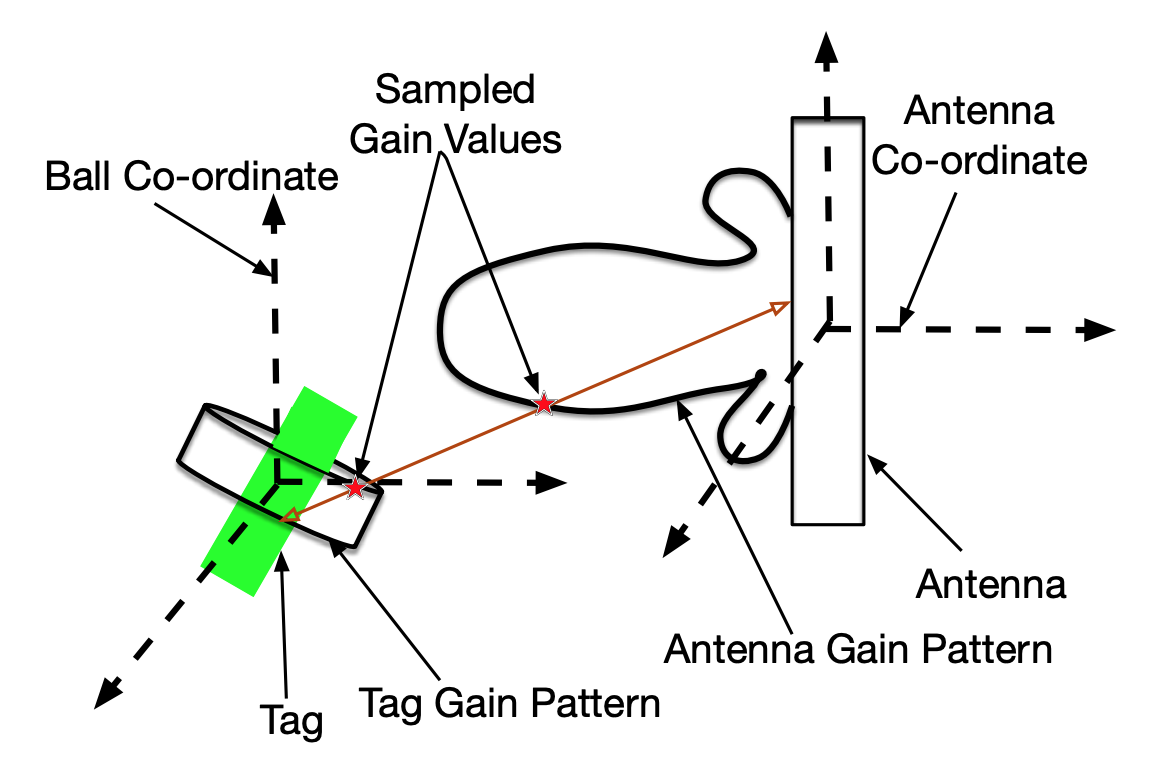 Sampled
Gain Values
Antenna
Co-ordinate
Ball Co-ordinate
Antenna
Antenna Gain Pattern
Tag Gain Pattern
Tag